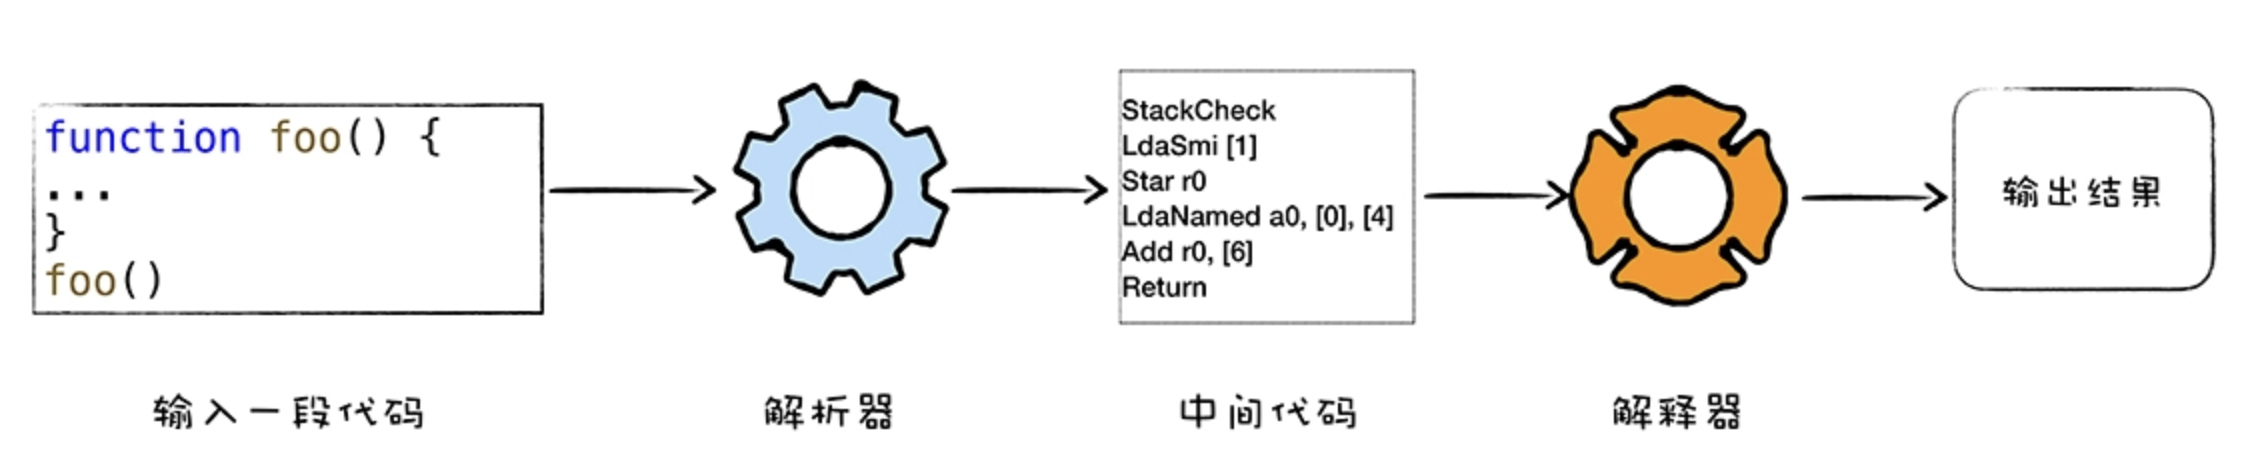 function foo() {
...
}
foo()
StackCheck
LdaSmi [1]
Star r0
LdaNamed a0, [0], [4]
Add r0, [6]
Return
输出结果
输入一段代码
解析器
中间代码
解释器